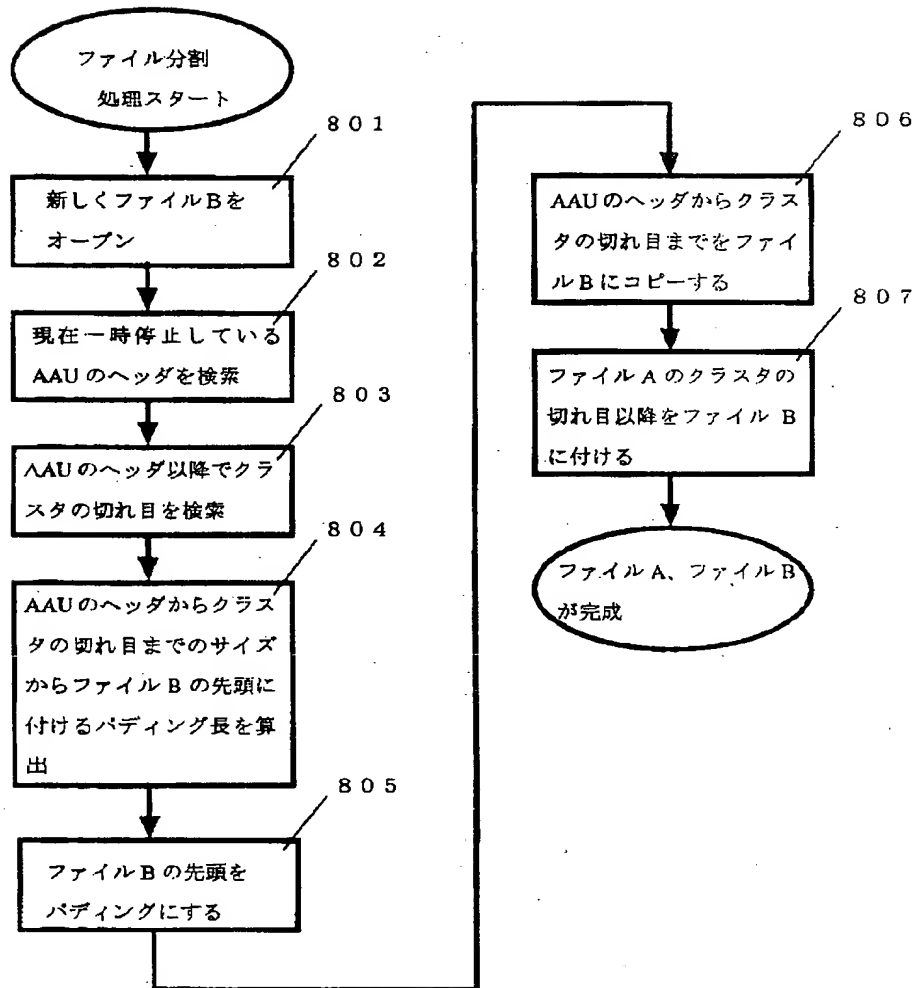 ファイル分割
処理スタート
801
新しくファイルBを
オープン
802
現在一時停止している
AAUのヘッダを検索
803
AAUのヘッダ以降でクラ
スタの切れ目を検索
804
AAUのヘッダからクラス
タの切れ目までのサイズ
からファイルBの先頭に
付けるパディング長を算
出
805
ファイルBの先頭を
パディングにする
806
AAUのヘッダからクラス
タの切れ目までをファイ
ルBにコピーする
807
ファイルAのクラスタの
切れ目以降をファイルB
に付ける
ファイルA、ファイルB
が完成